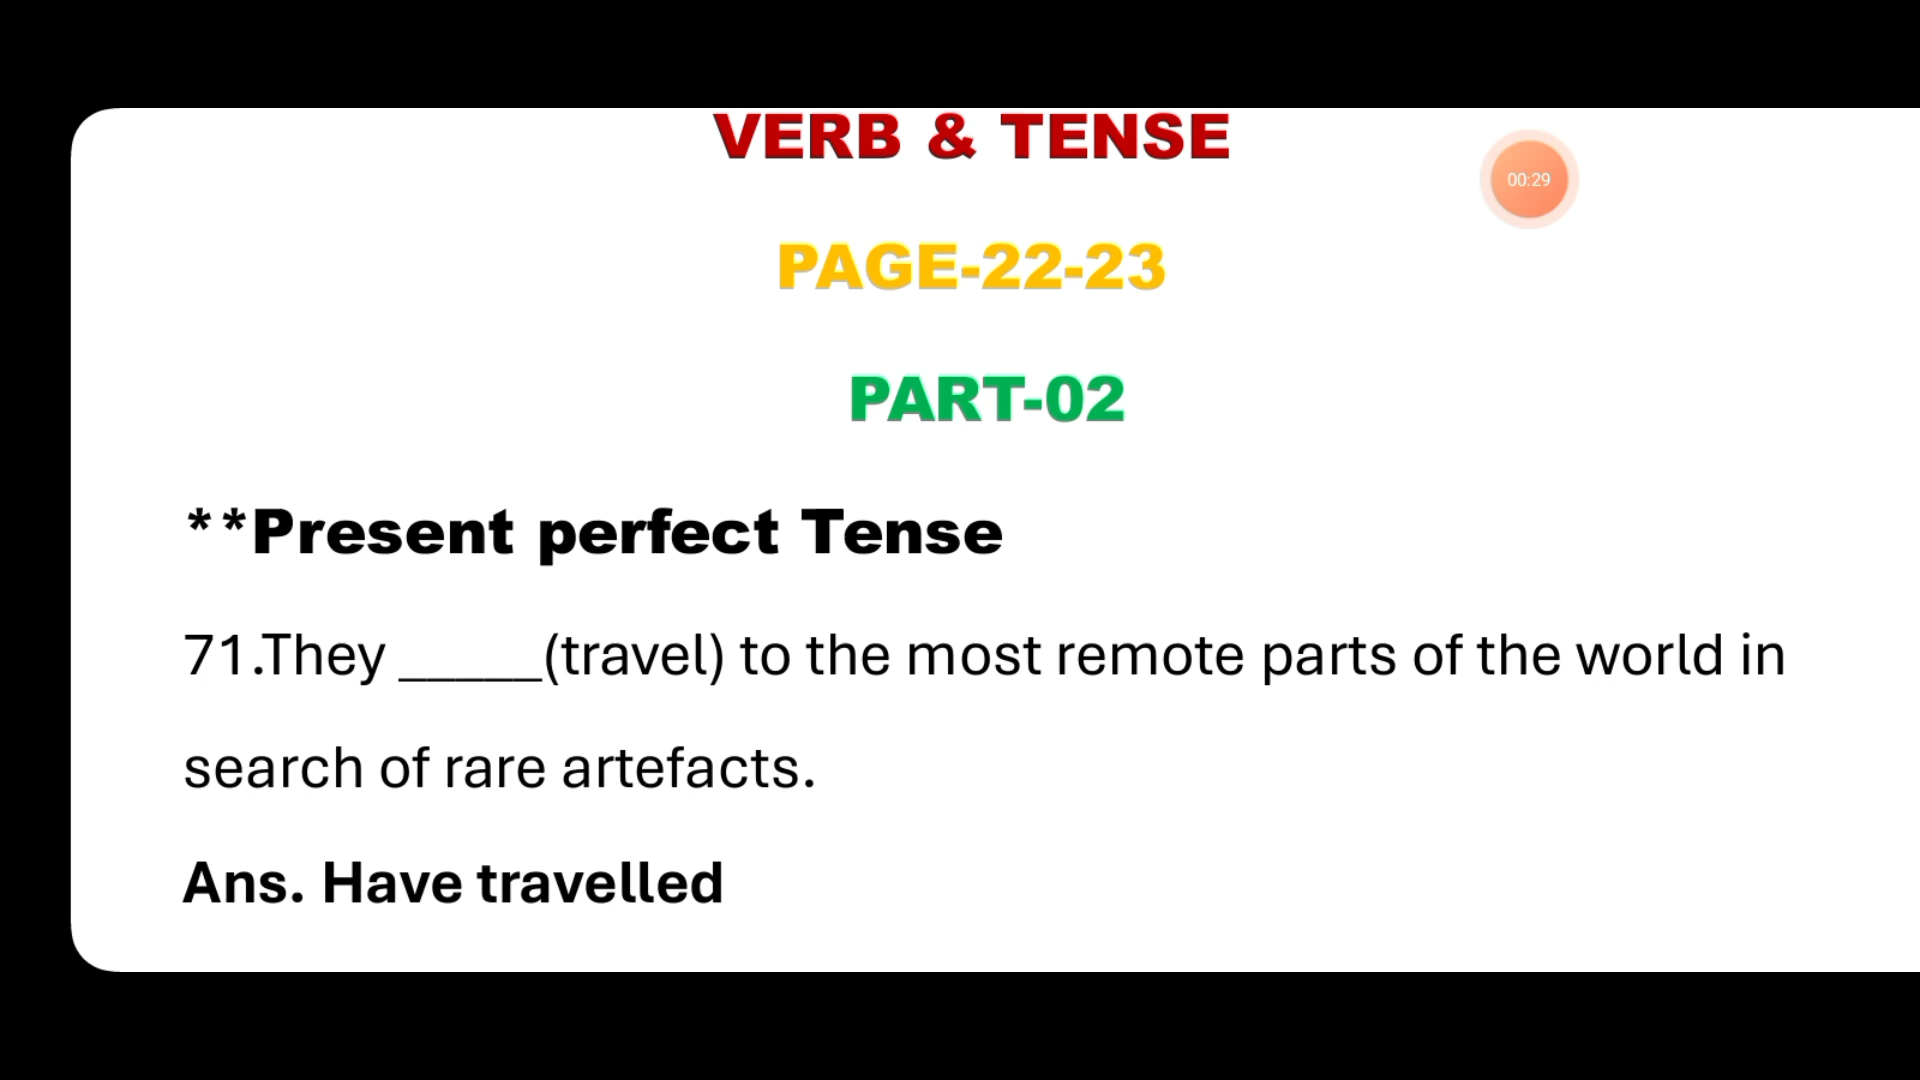 VERB & TENSE
00:29
PAGE-22-23
PART-02
**Present perfect Tense
71.They _____(travel) to the most remote parts of the world in
search of rare artefacts.
Ans. Have travelled